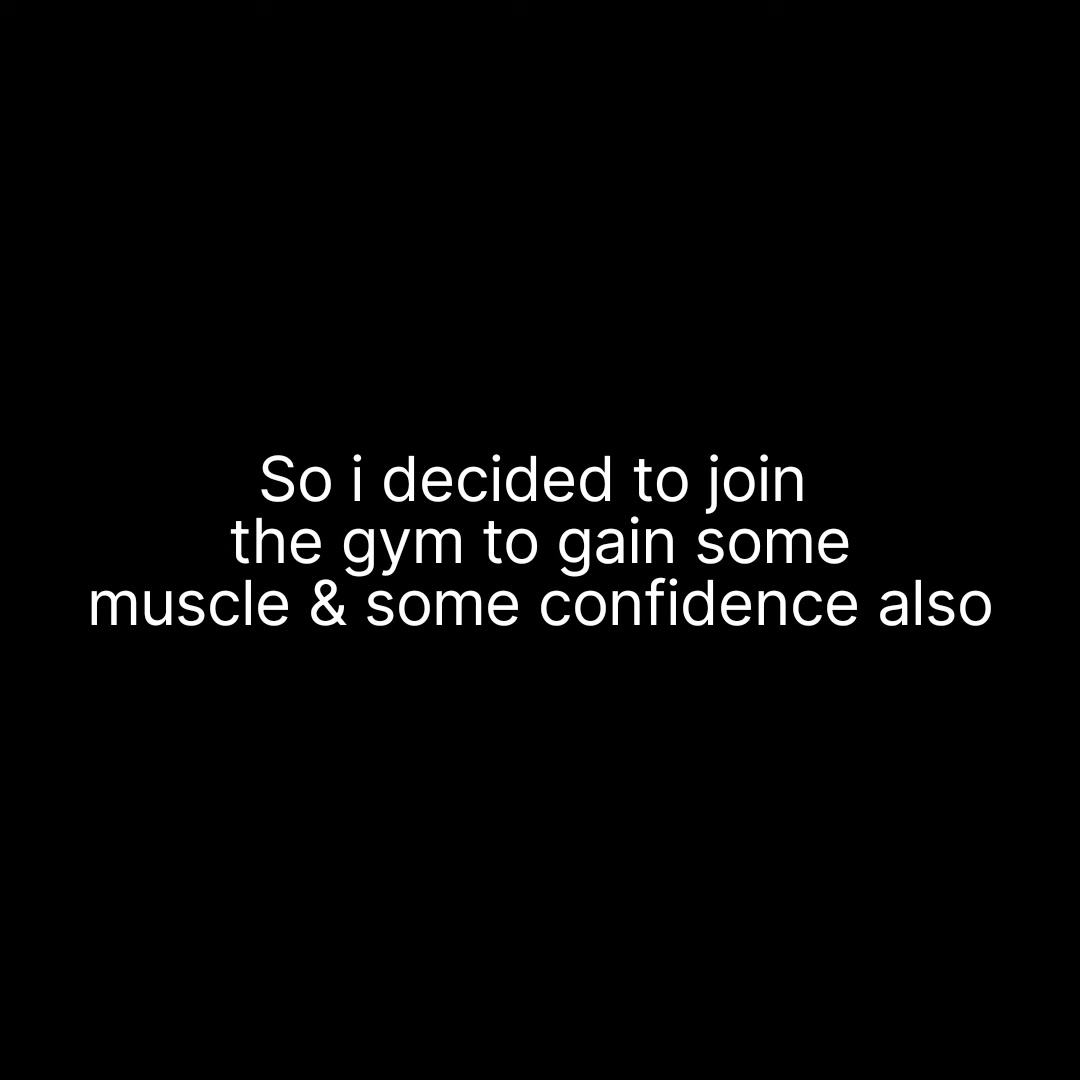 So i decided to join
the gym to gain some
muscle & some confidence also